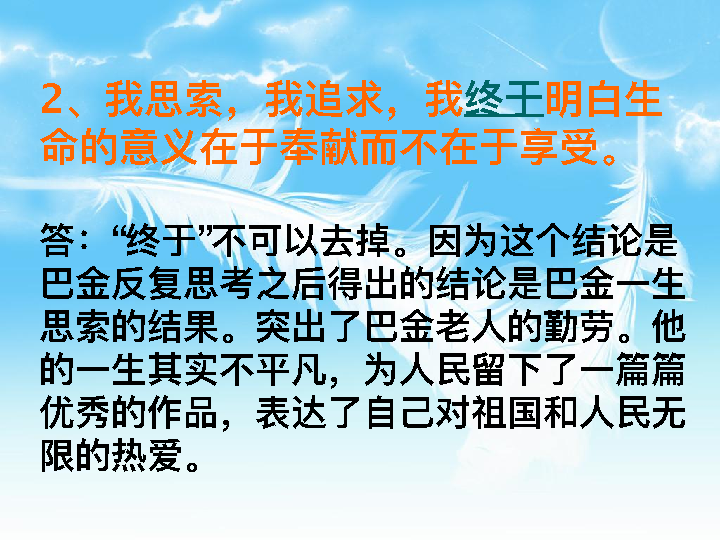 2、我思索，我追求，我终于明白生
命的意义在于奉献而不在于享受。
答：“终于”不可以去掉。因为这个结论是
巴金反复思考之后得出的结论是巴金一生
思索的结果。突出了巴金老人的勤劳。他
的一生其实不平凡，为人民留下了一篇篇
优秀的作品，表达了自己对祖国和人民无
限的热爱。